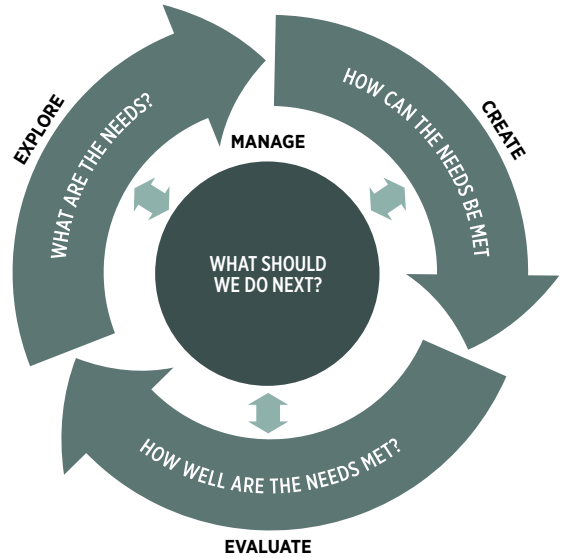 EXPLORE
WHAT ARE THE NEEDS?
CREATE
HOW CAN THE NEEDS BE MET
MANAGE
WHAT SHOULD
WE DO NEXT?
HOW WELL ARE THE NEEDS MET?
EVALUATE